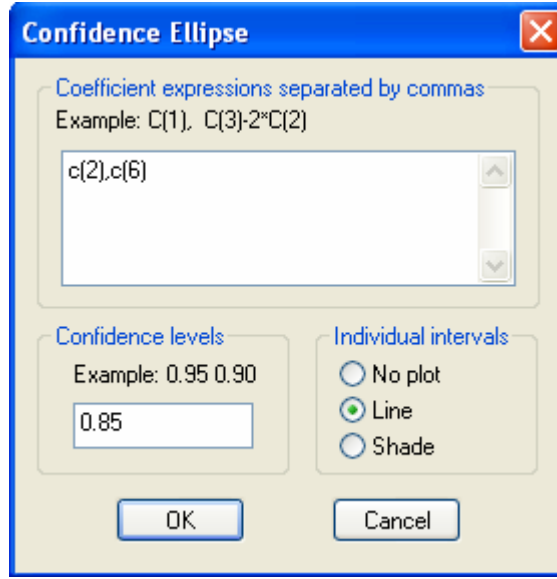 Confidence Ellipse
Coefficient expressions separated by commas
Example: C(1), C(3)-2*C(2)
c(2),c(6)
Confidence levels
Example: 0.95 0.90
0.85
Individual intervals
No plot
Line
Shade
OK
Cancel